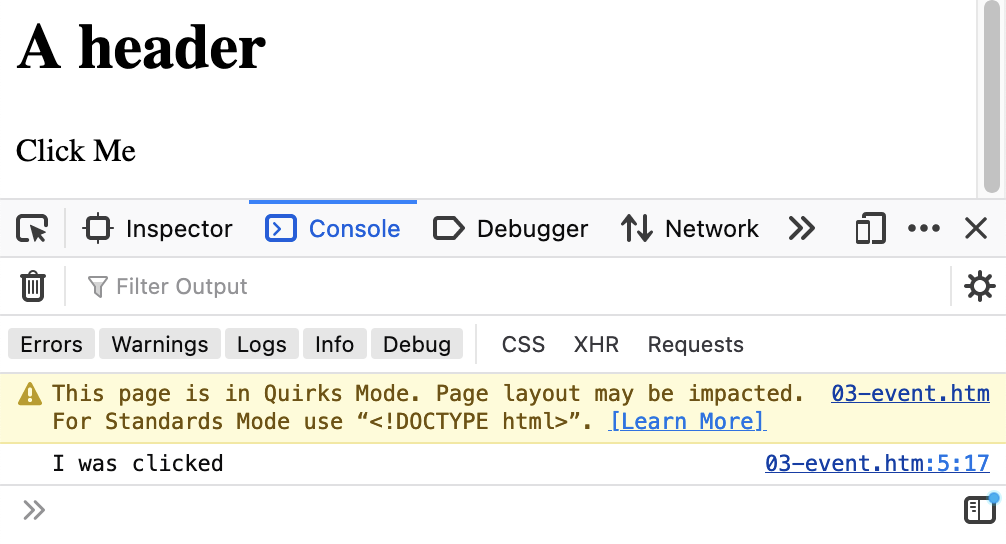 A header
Click Me
Inspector Console Debugger Network
Filter Output
Errors Warnings Logs Info Debug CSS XHR Requests
This page is in Quirks Mode. Page layout may be impacted. 03-event.htm
For Standards Mode use “<!DOCTYPE html>”. [Learn More]
I was clicked 03-event.htm:5:17